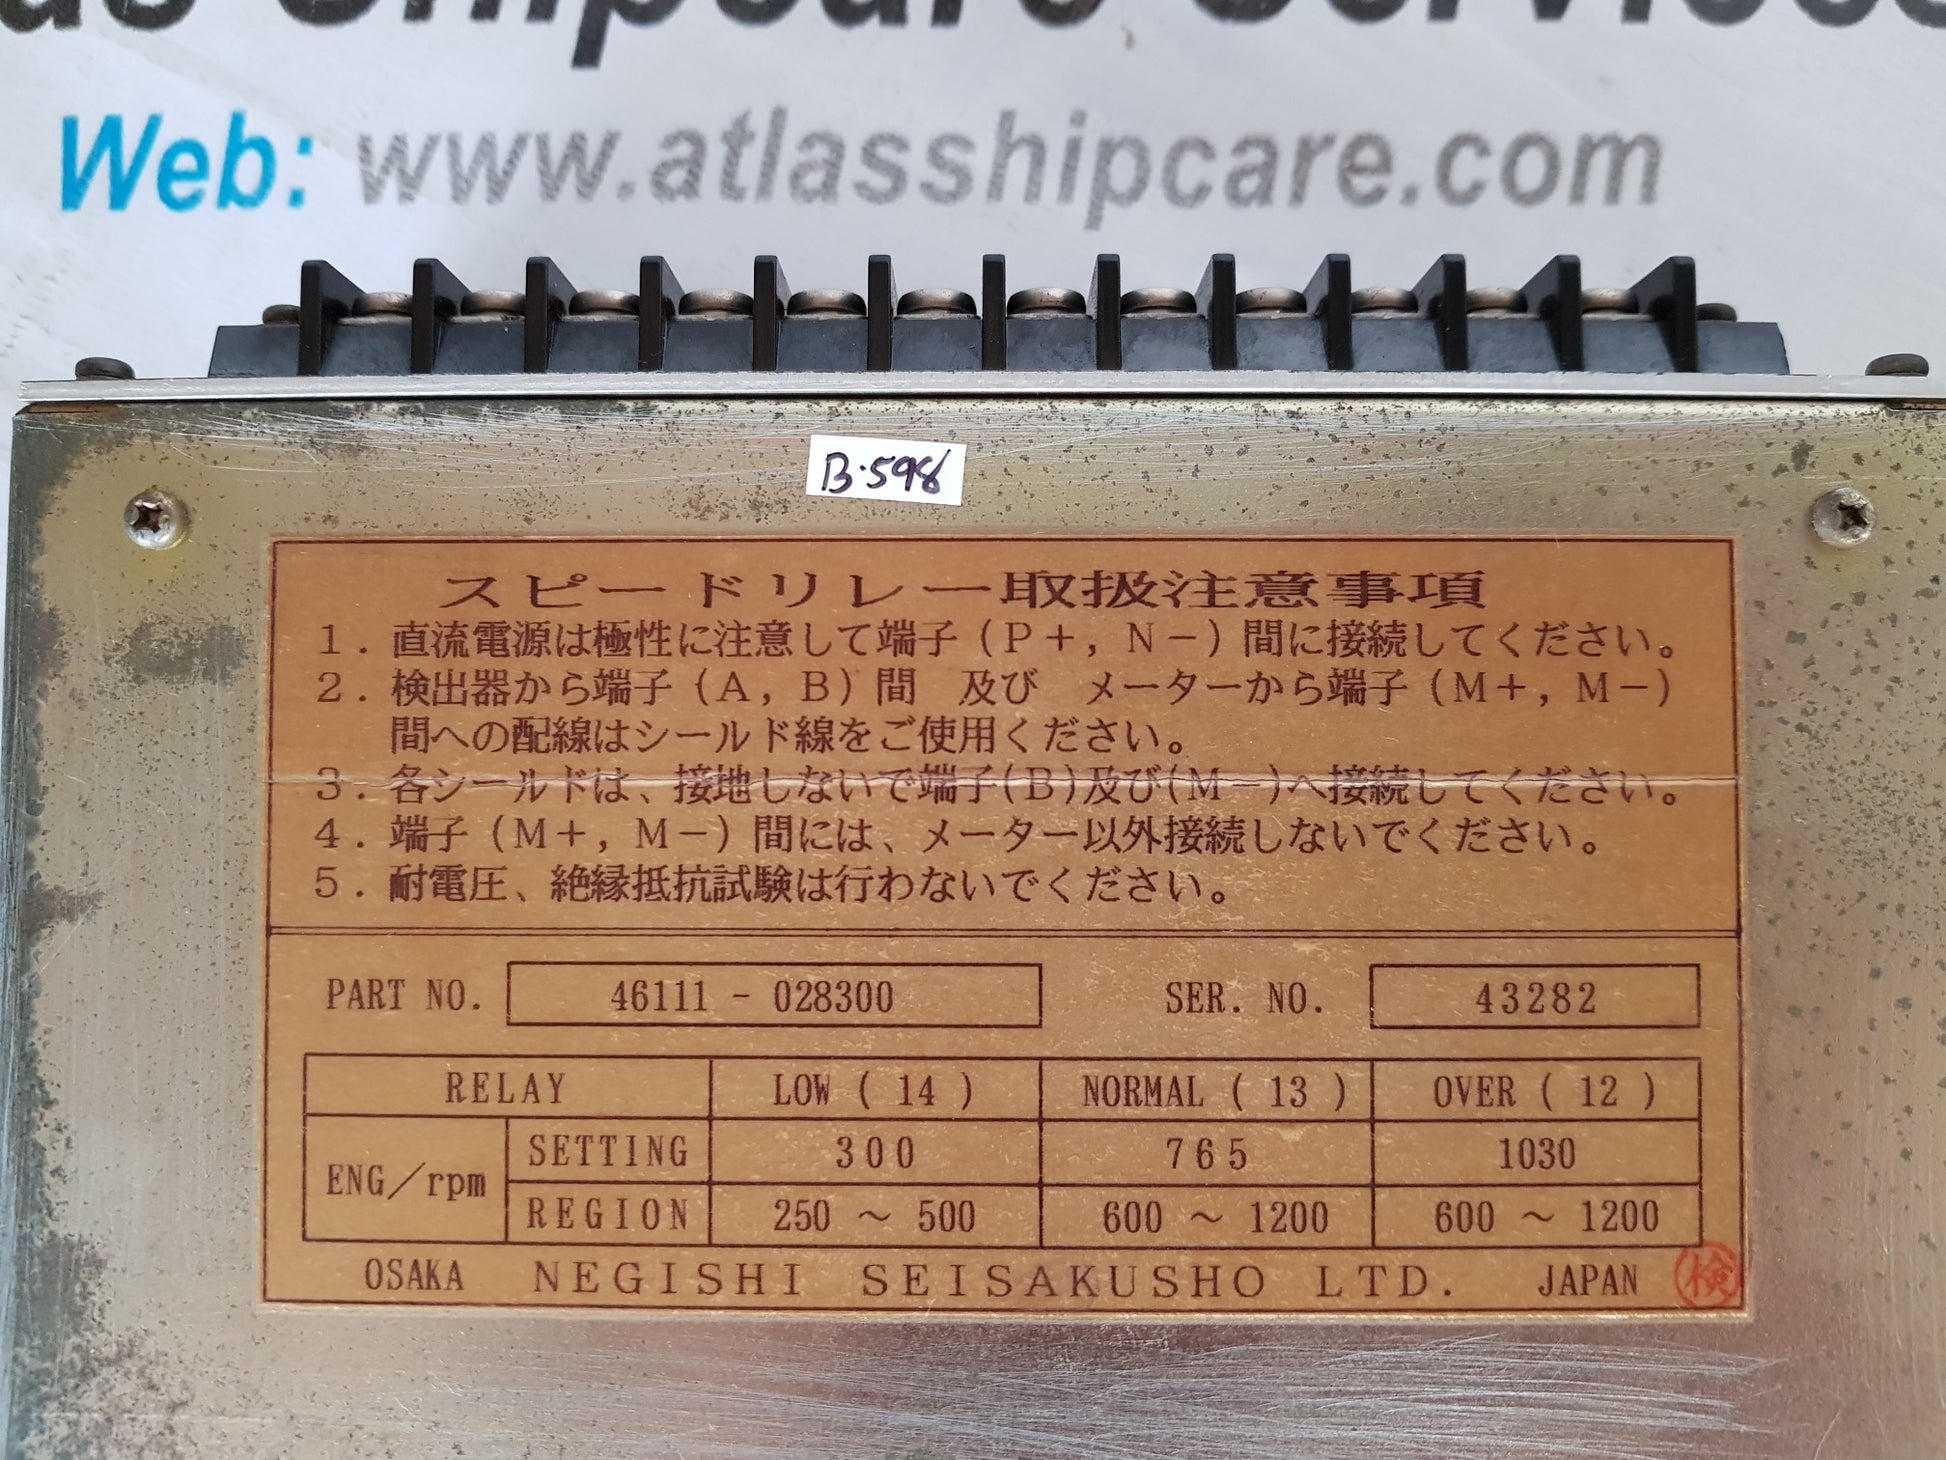 Shipcare Services
Web: www.atlasshipcare.com
B.598
スピードリレー取扱注意事項
1．直流電源は極性に注意して端子（P＋，N－）間に接続してください。
2．検出器から端子（A，B）間　及び　メーターから端子（M＋，M－）
間への配線はシールド線をご使用ください。
3．各シールドは、接地しないで端子(B)及び(M－)へ接続してください。
4．端子（M＋，M－）間には、メーター以外接続しないでください。
5．耐電圧、絶縁抵抗試験は行わないでください。
PART NO. 46111 - 028300 SER. NO. 43282
RELAY LOW ( 14 ) NORMAL ( 13 ) OVER ( 12 )
ENG/rpm SETTING 300 765 1030
REGION 250 ～ 500 600 ～ 1200 600 ～ 1200
OSAKA NEGISHI SEISAKUSHO LTD. JAPAN 検